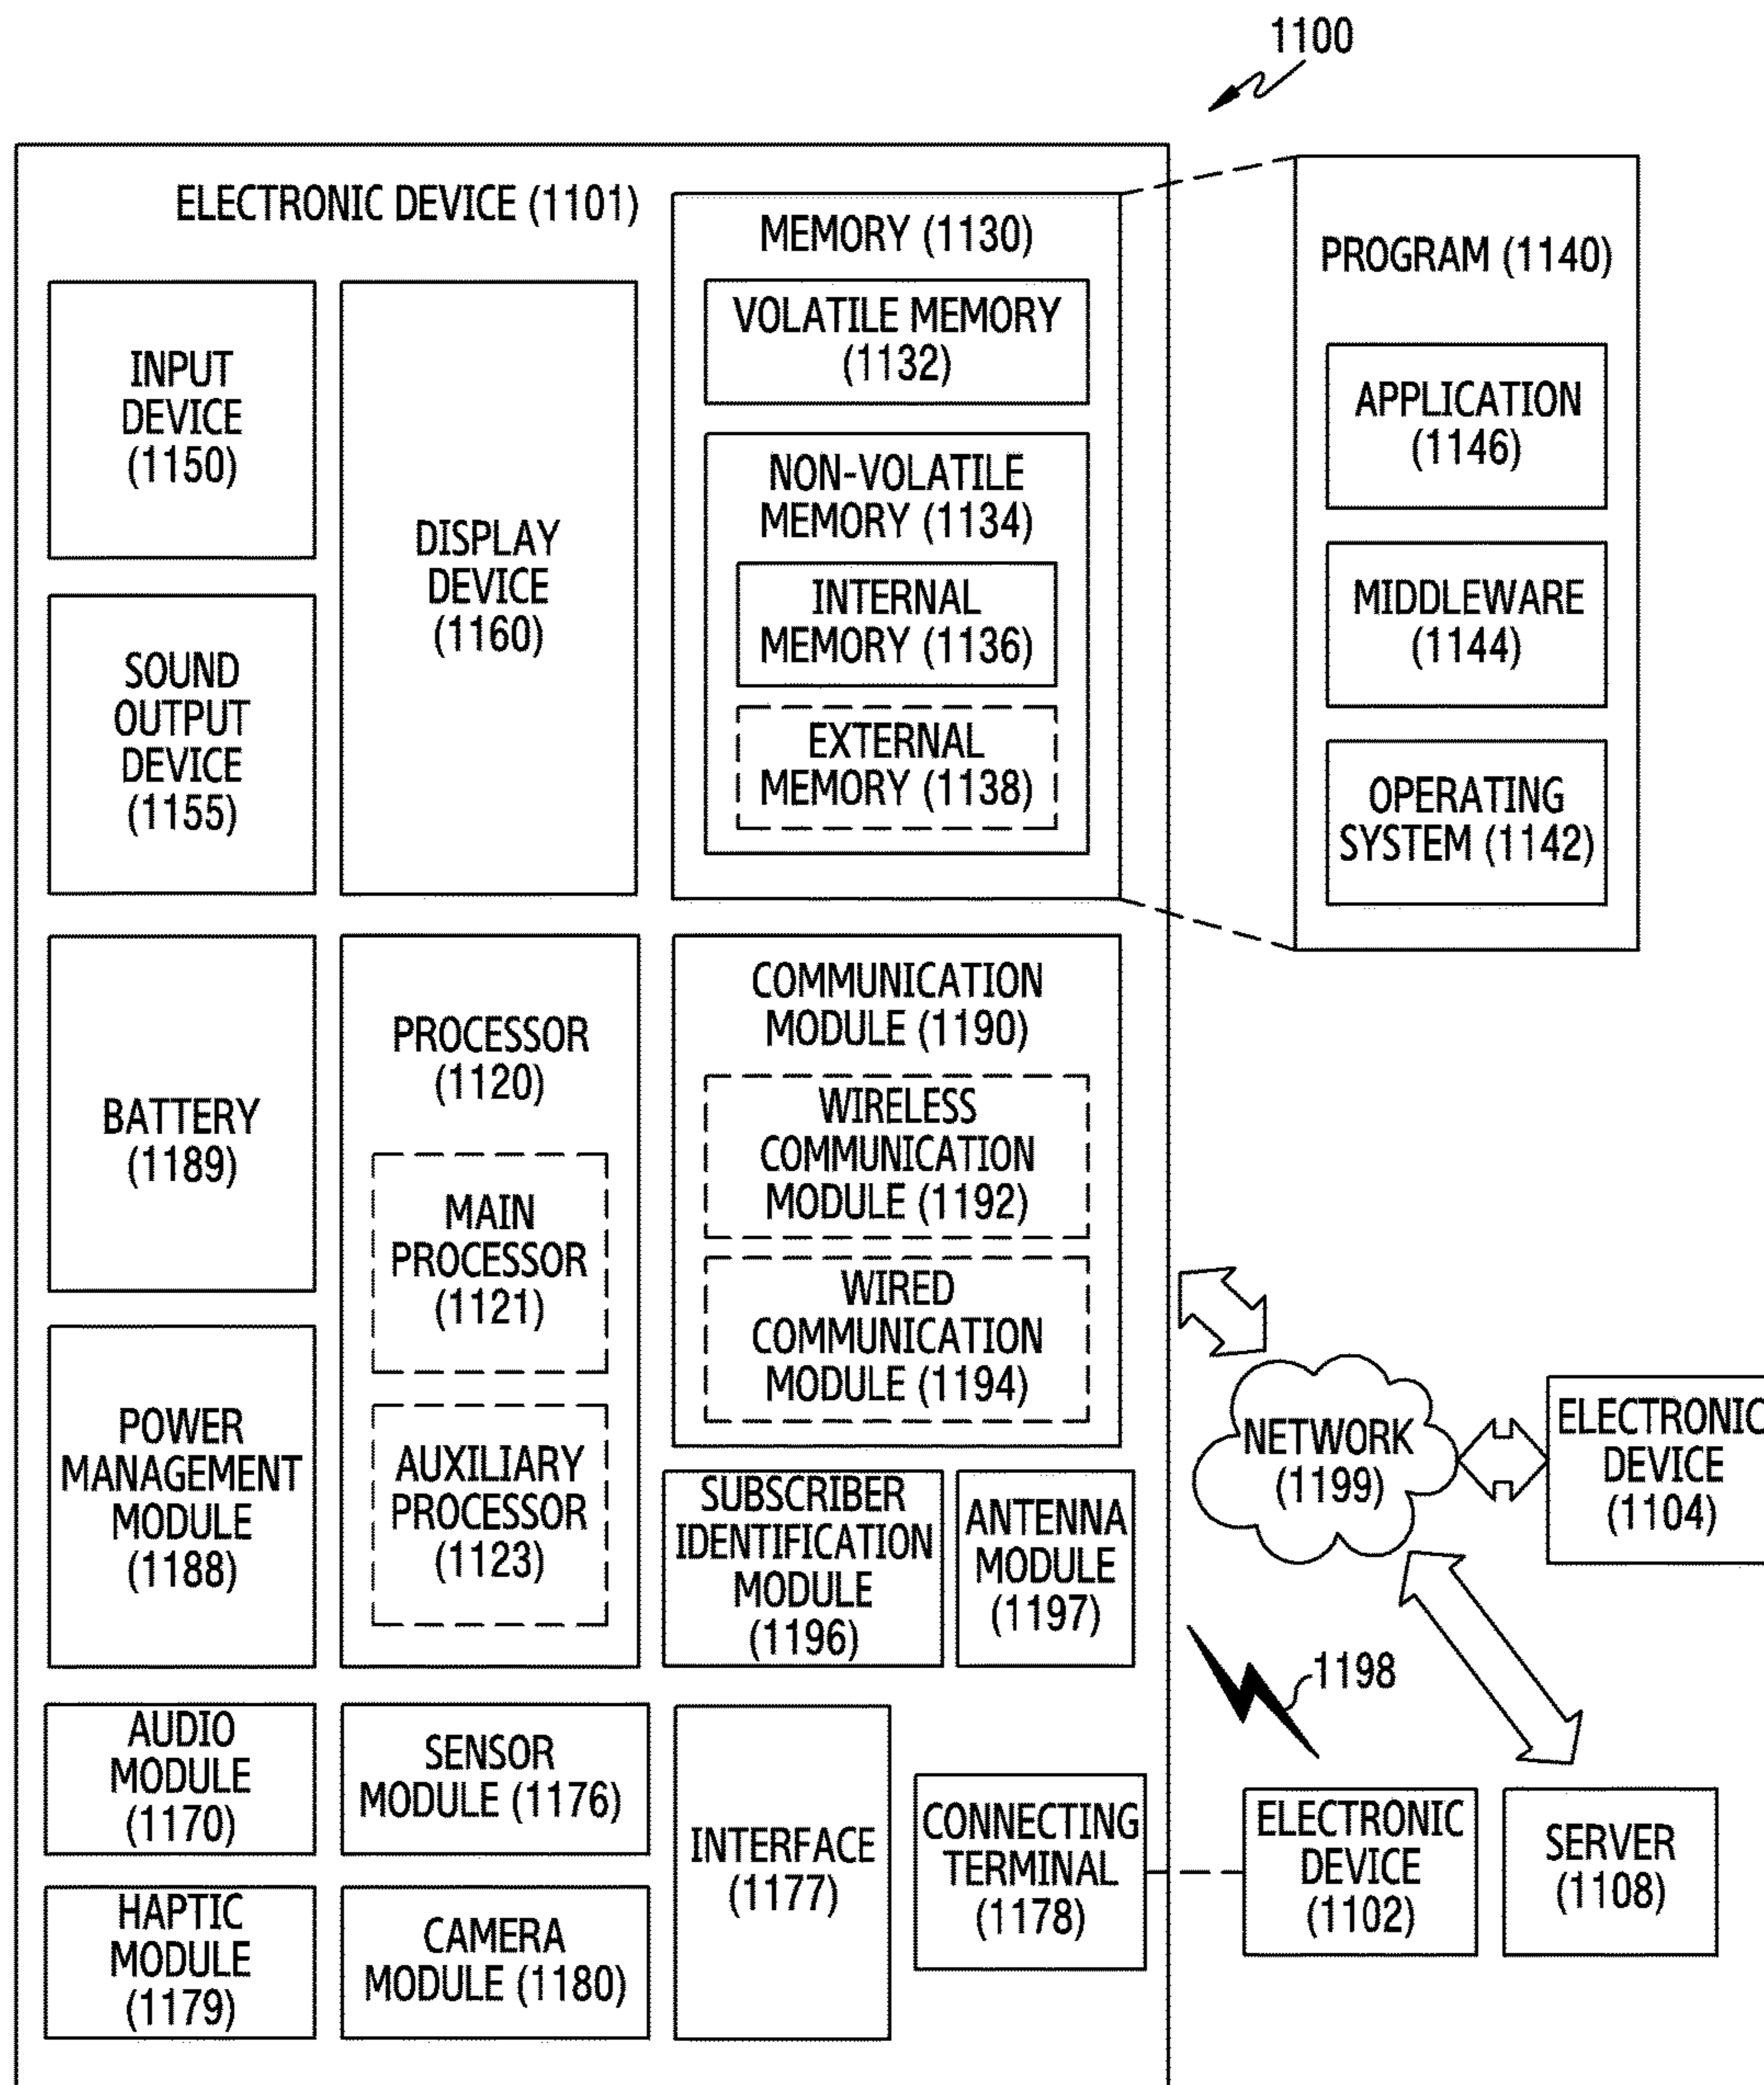 1100
ELECTRONIC DEVICE (1101)
INPUT
DEVICE
(1150)
SOUND
OUTPUT
DEVICE
(1155)
DISPLAY
DEVICE
(1160)
MEMORY (1130)
VOLATILE MEMORY
(1132)
NON-VOLATILE
MEMORY (1134)
INTERNAL
MEMORY (1136)
EXTERNAL
MEMORY (1138)
PROGRAM (1140)
APPLICATION
(1146)
MIDDLEWARE
(1144)
OPERATING
SYSTEM (1142)
BATTERY
(1189)
POWER
MANAGEMENT
MODULE
(1188)
PROCESSOR
(1120)
MAIN
PROCESSOR
(1121)
AUXILIARY
PROCESSOR
(1123)
COMMUNICATION
MODULE (1190)
WIRELESS
COMMUNICATION
MODULE (1192)
WIRED
COMMUNICATION
MODULE (1194)
SUBSCRIBER
IDENTIFICATION
MODULE
(1196)
ANTENNA
MODULE
(1197)
NETWORK
(1199)
ELECTRONIC
DEVICE
(1104)
1198
AUDIO
MODULE
(1170)
SENSOR
MODULE (1176)
HAPTIC
MODULE
(1179)
CAMERA
MODULE (1180)
INTERFACE
(1177)
CONNECTING
TERMINAL
(1178)
ELECTRONIC
DEVICE
(1102)
SERVER
(1108)